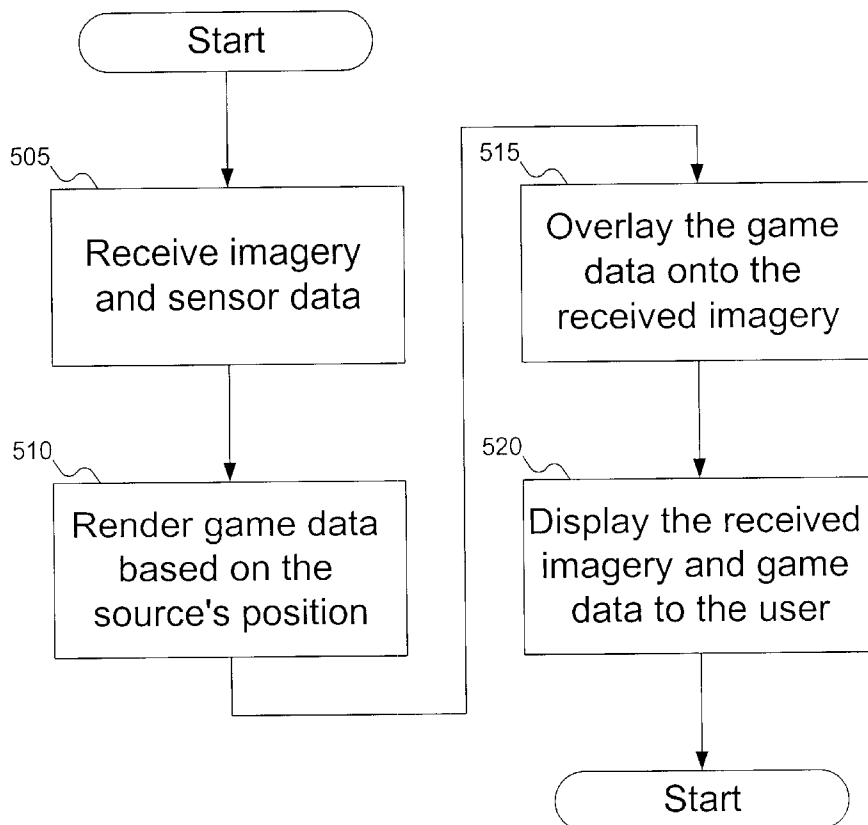 Start
505
Receive imagery
and sensor data
510
Render game data
based on the
source's position
515
Overlay the game
data onto the
received imagery
520
Display the received
imagery and game
data to the user
Start